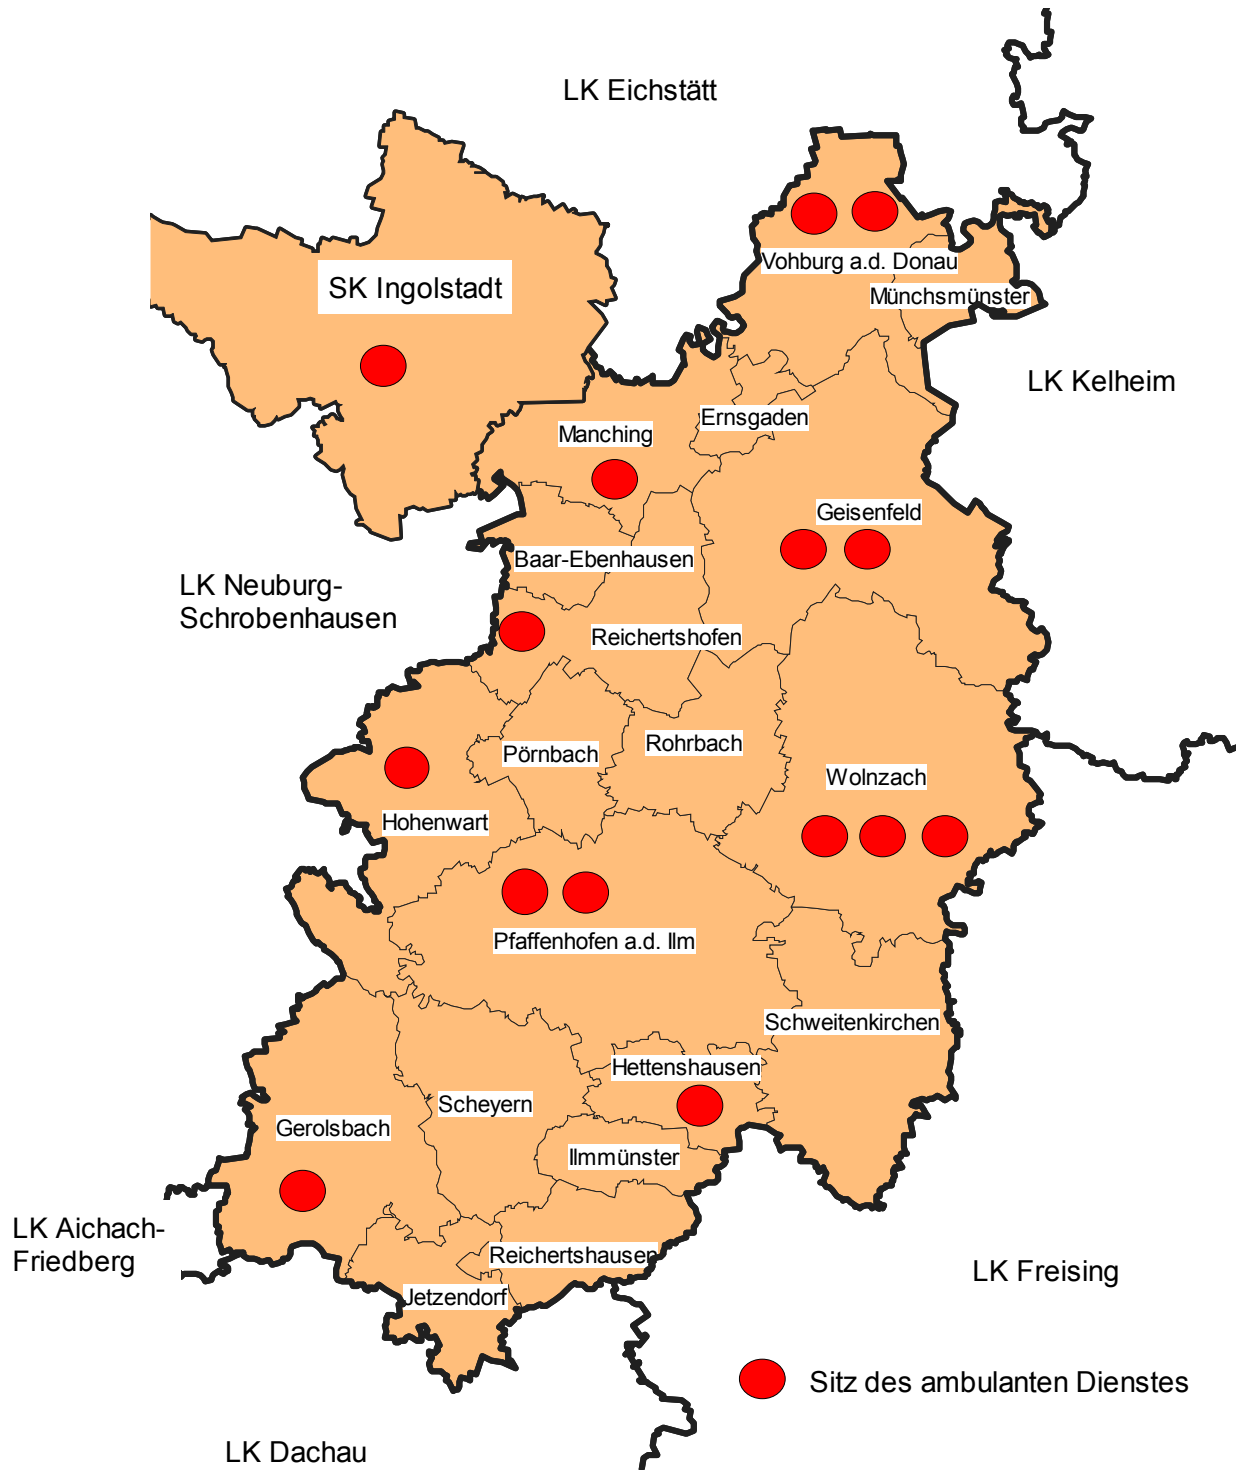 LK Eichstätt
SK Ingolstadt
Vohburg a.d. Donau
Münchsmünster
LK Kelheim
Ernsgaden
Manching
Geisenfeld
Baar-Ebenhausen
LK Neuburg-
Schrobenhausen
Reichertshofen
Pörnbach
Rohrbach
Wolnzach
Hohenwart
Pfaffenhofen a.d. Ilm
Schweitenkirchen
Hettenshausen
Scheyern
Gerolsbach
Ilmmünster
LK Aichach-
Friedberg
Reichertshausen
LK Freising
Jetzendorf
Sitz des ambulanten Dienstes
LK Dachau